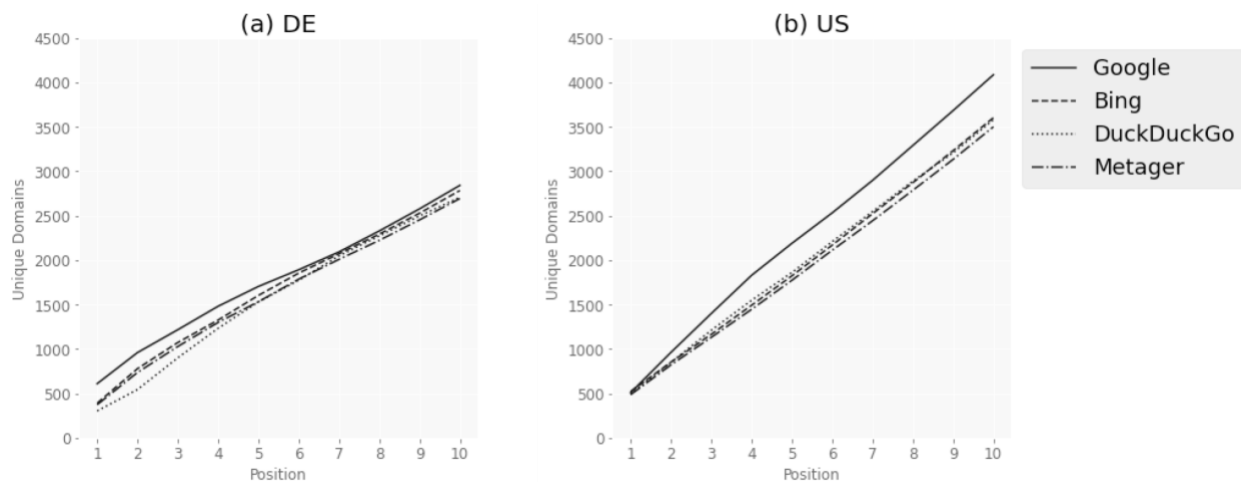 (a) DE
4500
4000
3500
3000
2500
2000
1500
1000
500
0
Unique Domains
1 2 3 4 5 6 7 8 9 10
Position
(b) US
4500
4000
3500
3000
2500
2000
1500
1000
500
0
Unique Domains
1 2 3 4 5 6 7 8 9 10
Position
Google
Bing
DuckDuckGo
Metager